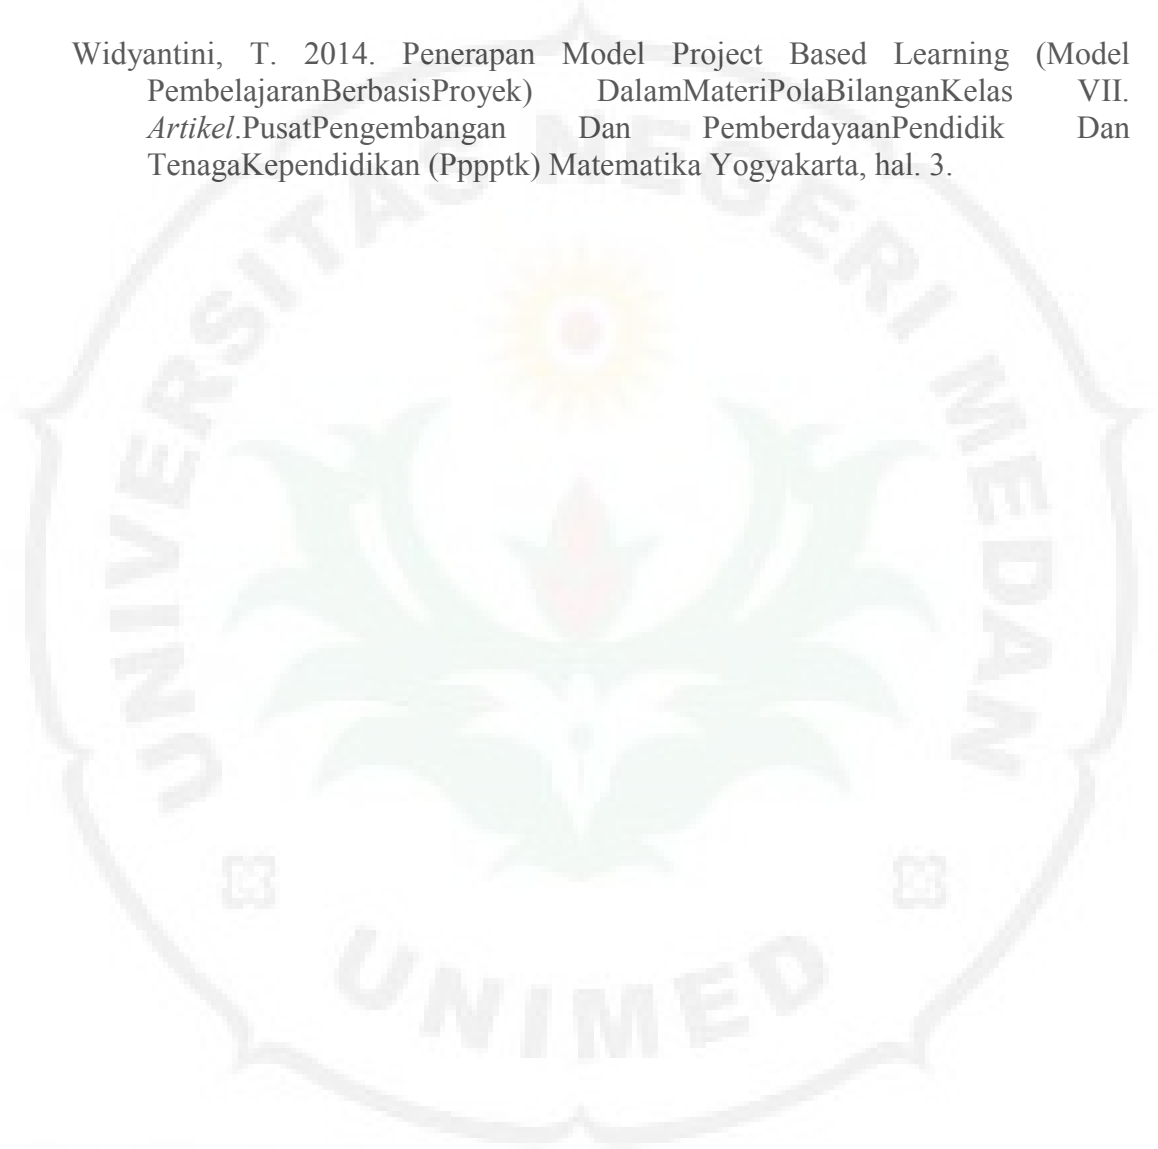 Widyantini, T. 2014. Penerapan Model Project Based Learning (Model
PembelajaranBerbasisProyek) DalamMateriPolaBilanganKelas VII.
Artikel.PusatPengembangan Dan PemberdayaanPendidik Dan
TenagaKependidikan (Pppptk) Matematika Yogyakarta, hal. 3.
UNIVERSITAS NEGERI MEDAN
UNIMED